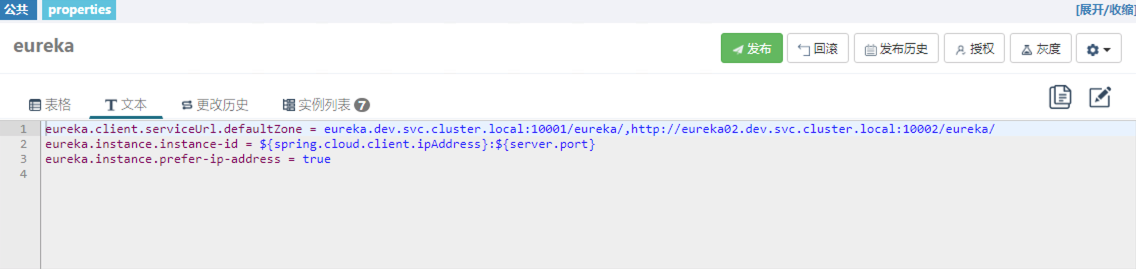 公共 properties [展开/收缩]
eureka 发布 回滚 发布历史 授权 灰度
表格 文本 更改历史 实例列表 7
1 eureka.client.serviceUrl.defaultZone = eureka.dev.svc.cluster.local:10001/eureka/,http://eureka02.dev.svc.cluster.local:10002/eureka/
2 eureka.instance.instance-id = ${spring.cloud.client.ipAddress}:${server.port}
3 eureka.instance.prefer-ip-address = true
4